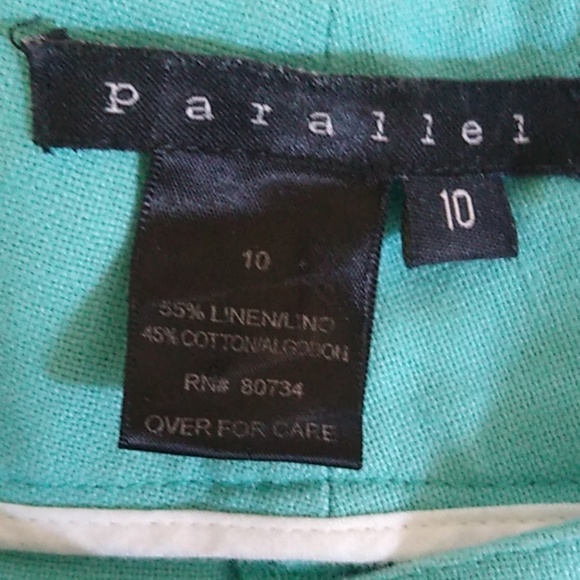 parallel
10
10
55% LINEN/LINO
45% COTTON/ALGODON
RN# 80734
OVER FOR CARE